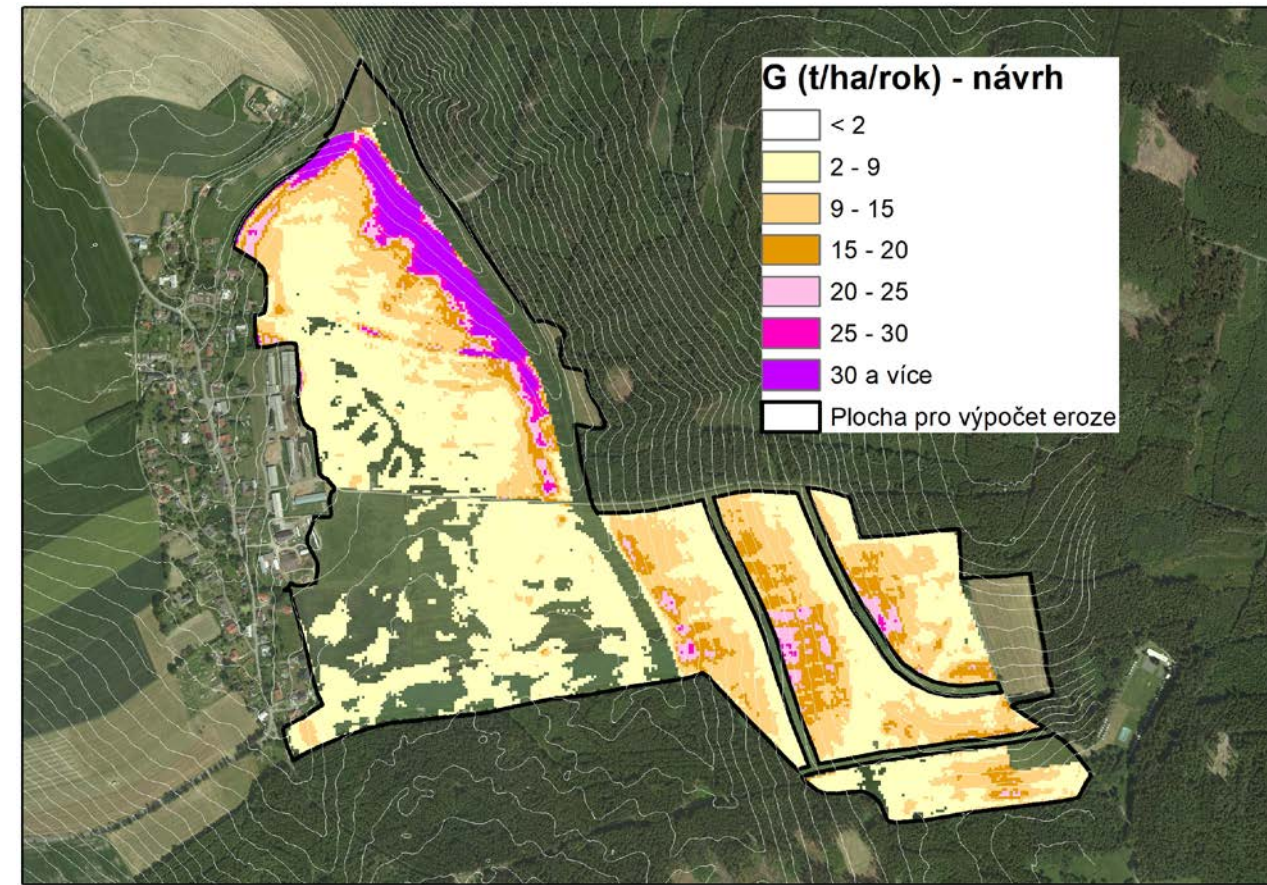 G (t/ha/rok) - návrh
< 2
2 - 9
9 - 15
15 - 20
20 - 25
25 - 30
30 a více
Plocha pro výpočet eroze